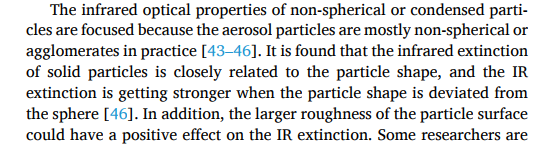 The infrared optical properties of non-spherical or condensed parti-
cles are focused because the aerosol particles are mostly non-spherical or
agglomerates in practice [43–46]. It is found that the infrared extinction
of solid particles is closely related to the particle shape, and the IR
extinction is getting stronger when the particle shape is deviated from
the sphere [46]. In addition, the larger roughness of the particle surface
could have a positive effect on the IR extinction. Some researchers are